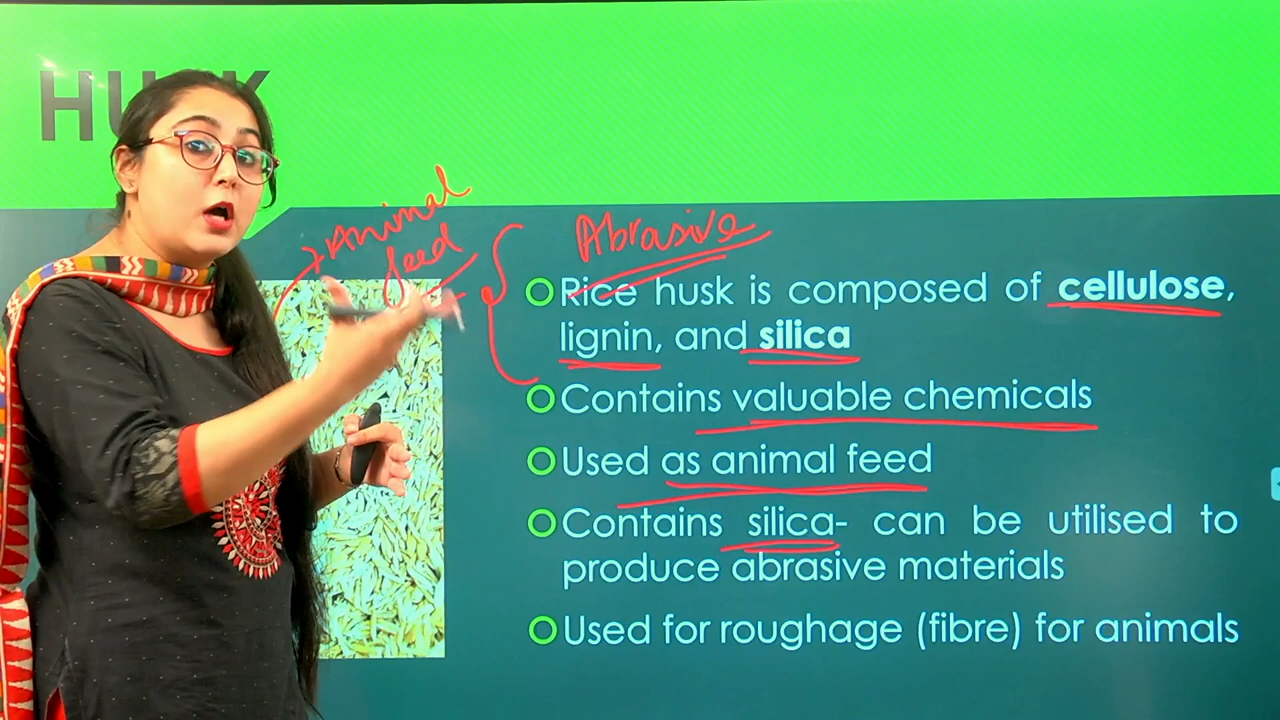 HUSK
→ Animal
feed
Abrasive
Rice husk is composed of cellulose,
lignin, and silica
Contains valuable chemicals
Used as animal feed
Contains silica- can be utilised to
produce abrasive materials
Used for roughage (fibre) for animals